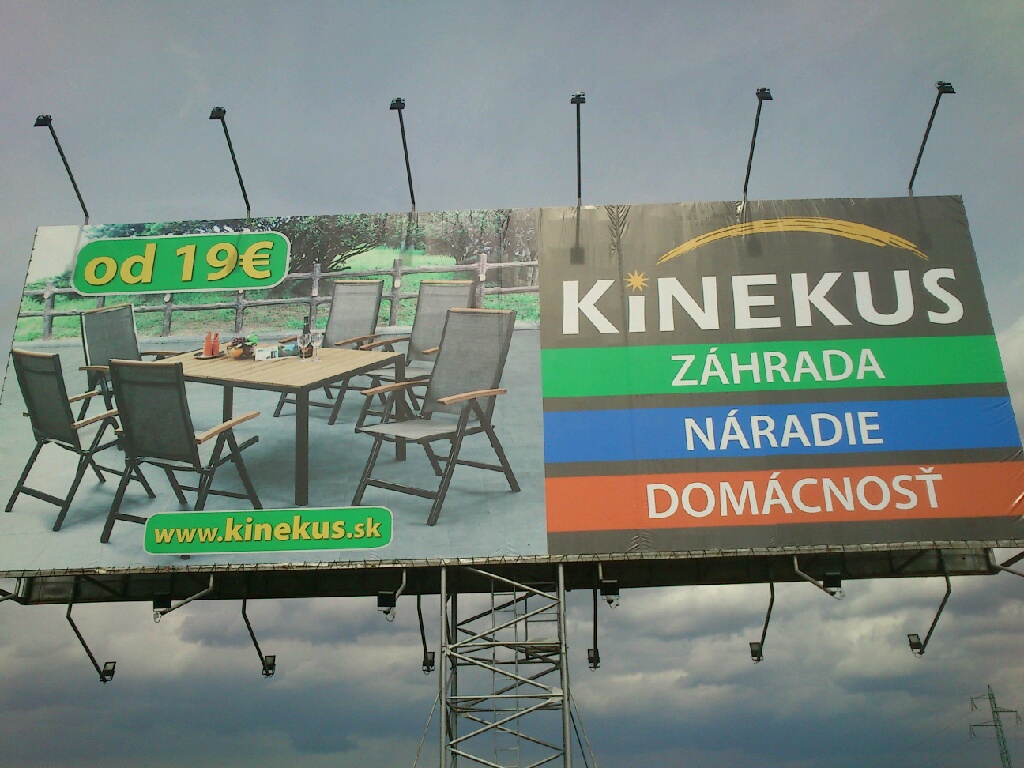 od 19€
www.kinekus.sk
KiNEKUS
ZÁHRADA
NÁRADIE
DOMÁCNOSŤ